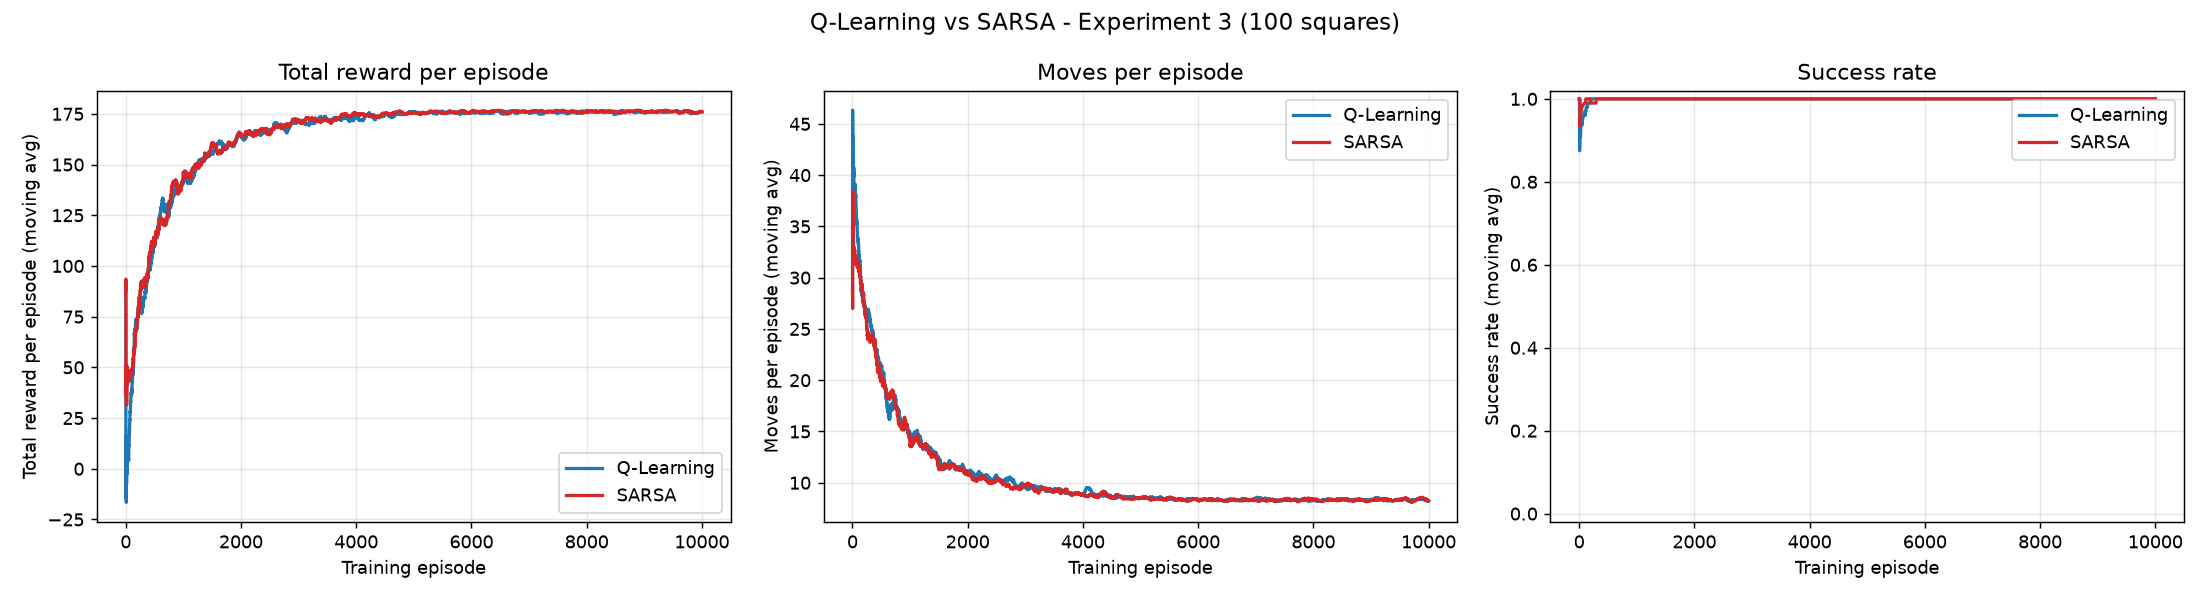 Q-Learning vs SARSA - Experiment 3 (100 squares)
Total reward per episode
Total reward per episode (moving avg)
175
150
125
100
75
50
25
0
−25
0 2000 4000 6000 8000 10000
Training episode
Q-Learning
SARSA
Moves per episode
Moves per episode (moving avg)
45
40
35
30
25
20
15
10
0 2000 4000 6000 8000 10000
Training episode
Q-Learning
SARSA
Success rate
Success rate (moving avg)
1.0
0.8
0.6
0.4
0.2
0.0
0 2000 4000 6000 8000 10000
Training episode
Q-Learning
SARSA